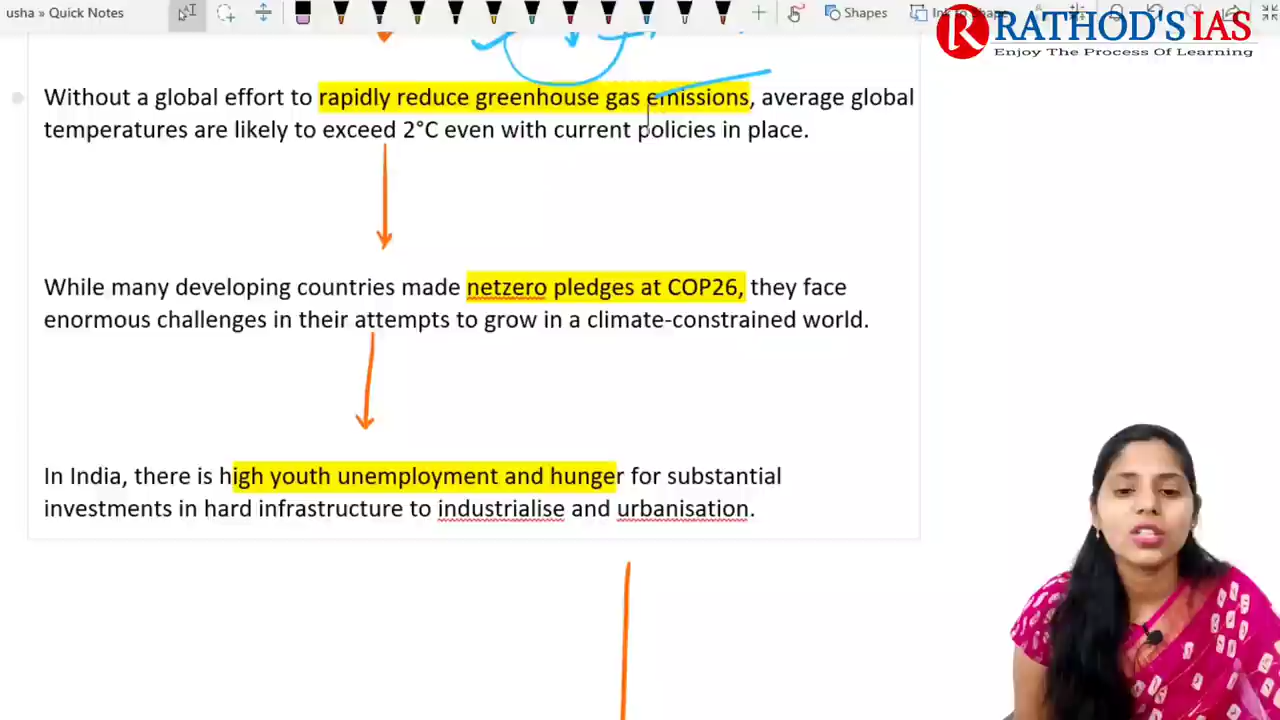 usha » Quick Notes
Shapes
RATHOD'S IAS
Enjoy The Process Of Learning
Without a global effort to rapidly reduce greenhouse gas emissions, average global
temperatures are likely to exceed 2°C even with current policies in place.
While many developing countries made netzero pledges at COP26, they face
enormous challenges in their attempts to grow in a climate-constrained world.
In India, there is high youth unemployment and hunger for substantial
investments in hard infrastructure to industrialise and urbanisation.